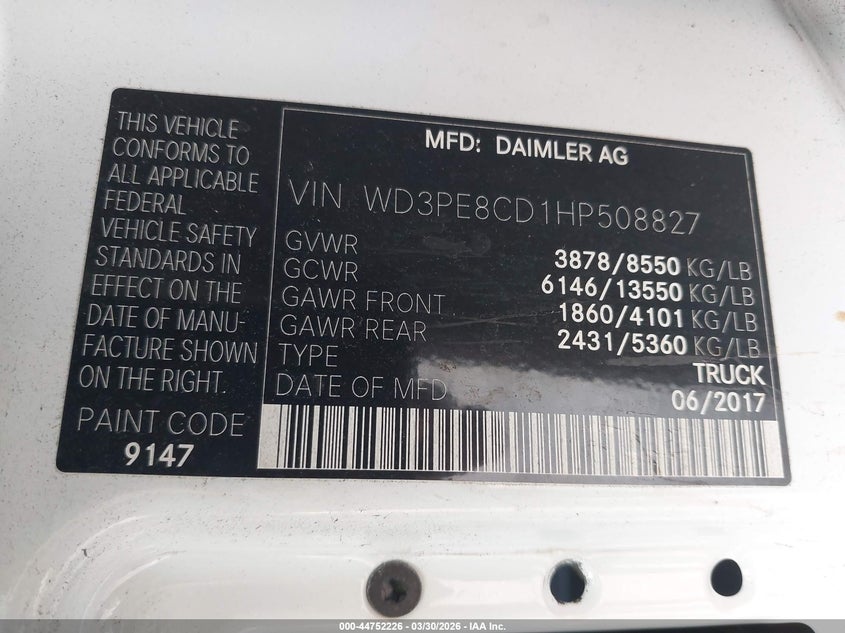 THIS VEHICLE
CONFORMS TO
ALL APPLICABLE
FEDERAL
VEHICLE SAFETY
STANDARDS IN
EFFECT ON THE
DATE OF MANU-
FACTURE SHOWN
ON THE RIGHT.
PAINT CODE
9147
MFD: DAIMLER AG
VIN WD3PE8CD1HP508827
GVWR 3878/8550 KG/LB
GCWR 6146/13550 KG/LB
GAWR FRONT 1860/4101 KG/LB
GAWR REAR 2431/5360 KG/LB
TYPE TRUCK
DATE OF MFD 06/2017
000-44752226 - 03/30/2026 - IAA Inc.